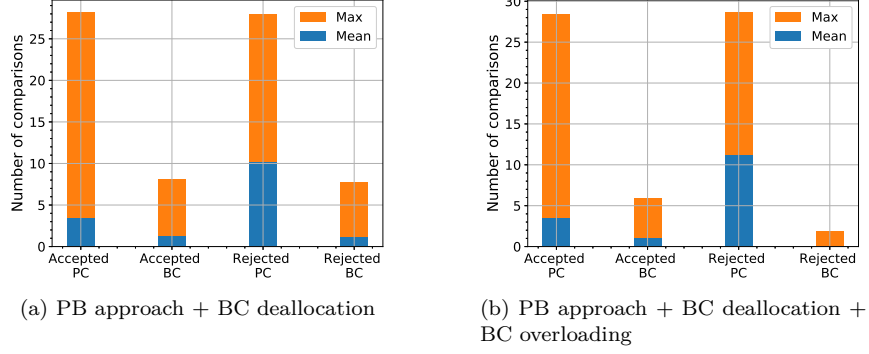 Number of comparisons
25
20
15
10
5
0
Max
Mean
Accepted PC
Accepted BC
Rejected PC
Rejected BC
(a) PB approach + BC deallocation
Number of comparisons
30
25
20
15
10
5
0
Max
Mean
Accepted PC
Accepted BC
Rejected PC
Rejected BC
(b) PB approach + BC deallocation +
BC overloading